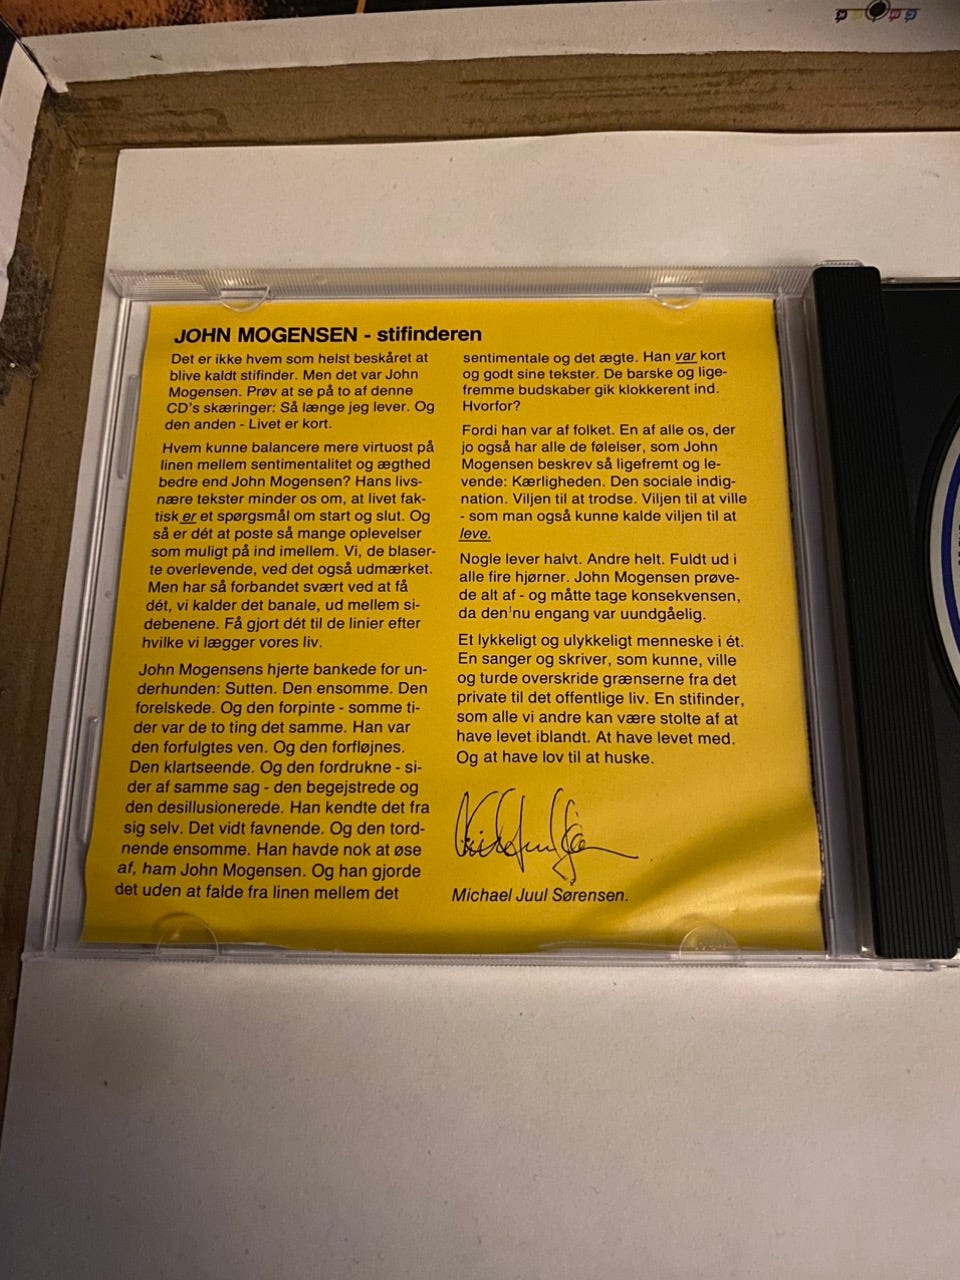 JOHN MOGENSEN - stifinderen
Det er ikke hvem som helst beskåret at
blive kaldt stifinder. Men det var John
Mogensen. Prøv at se på to af denne
CD's skæringer: Så længe jeg lever. Og
den anden - Livet er kort.
Hvem kunne balancere mere virtuost på
linen mellem sentimentalitet og ægthed
bedre end John Mogensen? Hans livs-
nære tekster minder os om, at livet fak-
tisk er et spørgsmål om start og slut. Og
så er dét at poste så mange oplevelser
som muligt på ind imellem. Vi, de blaser-
te overlevende, ved det også udmærket.
Men har så forbandet svært ved at få
dét, vi kalder det banale, ud mellem si-
debenene. Få gjort dét til de linier efter
hvilke vi lægger vores liv.
John Mogensens hjerte bankede for un-
derhunden: Sutten. Den ensomme. Den
forelskede. Og den forpinte - somme ti-
der var de to ting det samme. Han var
den forfulgtes ven. Og den forfløjnes.
Den klartseende. Og den fordrukne - si-
der af samme sag - den begejstrede og
den desillusionerede. Han kendte det fra
sig selv. Det vidt favnende. Og den tord-
nende ensomme. Han havde nok at øse
af, ham John Mogensen. Og han gjorde
det uden at falde fra linen mellem det
sentimentale og det ægte. Han var kort
og godt sine tekster. De barske og lige-
fremme budskaber gik klokkerent ind.
Hvorfor?
Fordi han var af folket. En af alle os, der
jo også har alle de følelser, som John
Mogensen beskrev så ligefremt og le-
vende: Kærligheden. Den sociale indig-
nation. Viljen til at trodse. Viljen til at ville
- som man også kunne kalde viljen til at
leve.
Nogle lever halvt. Andre helt. Fuldt ud i
alle fire hjørner. John Mogensen prøve-
de alt af - og måtte tage konsekvensen,
da den nu engang var uundgåelig.
Et lykkeligt og ulykkeligt menneske i ét.
En sanger og skriver, som kunne, ville
og turde overskride grænserne fra det
private til det offentlige liv. En stifinder,
som alle vi andre kan være stolte af at
have levet iblandt. At have levet med.
Og at have lov til at huske.
Michael Juul Sørensen.